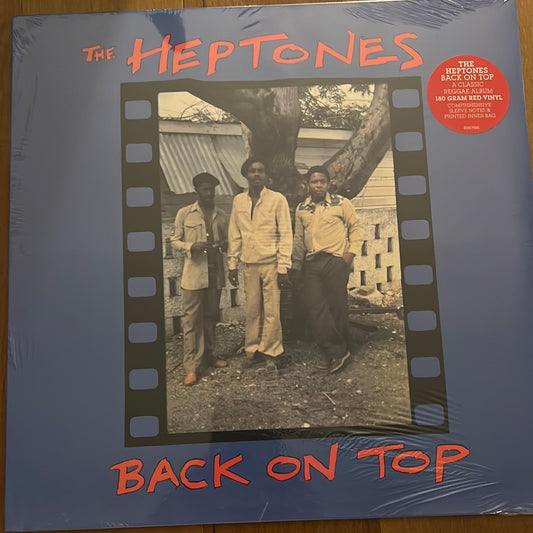 THE HEPTONES
THE
HEPTONES
BACK ON TOP
A CLASSIC
REGGAE ALBUM
180 GRAM RED VINYL
COMPREHENSIVE
SLEEVE NOTES &
PRINTED INNER BAG
BACK ON TOP